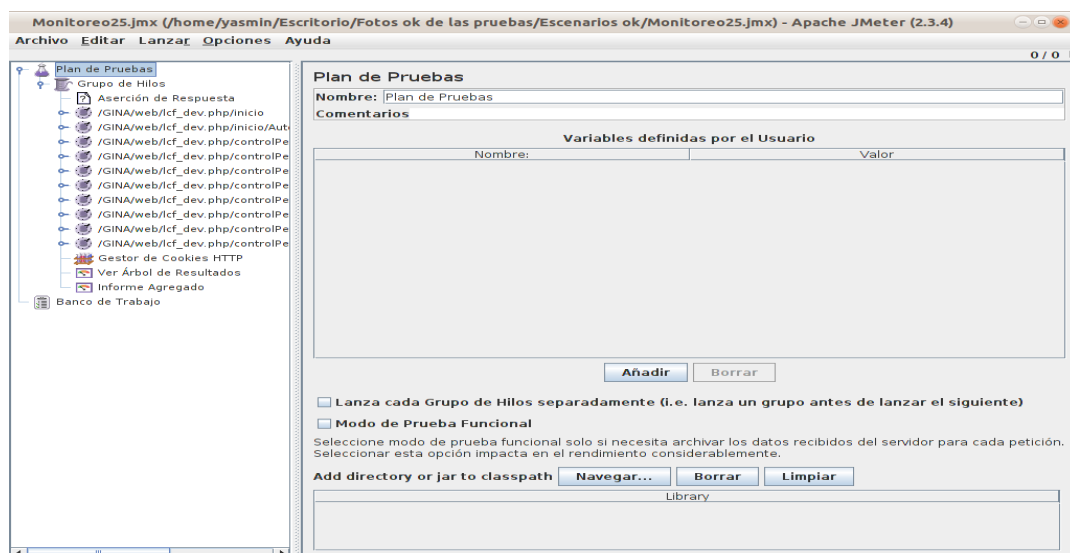 Monitoreo25.jmx (/home/yasmin/Escritorio/Fotos ok de las pruebas/Escenarios ok/Monitoreo25.jmx) - Apache JMeter (2.3.4)
Archivo Editar Lanzar Opciones Ayuda
0 / 0
Plan de Pruebas
Grupo de Hilos
Aserción de Respuesta
/GINA/web/lcf_dev.php/inicio
/GINA/web/lcf_dev.php/inicio/Aut
/GINA/web/lcf_dev.php/controlPe
/GINA/web/lcf_dev.php/controlPe
/GINA/web/lcf_dev.php/controlPe
/GINA/web/lcf_dev.php/controlPe
/GINA/web/lcf_dev.php/controlPe
/GINA/web/lcf_dev.php/controlPe
/GINA/web/lcf_dev.php/controlPe
/GINA/web/lcf_dev.php/controlPe
Gestor de Cookies HTTP
Ver Árbol de Resultados
Informe Agregado
Banco de Trabajo
Plan de Pruebas
Nombre: Plan de Pruebas
Comentarios
Variables definidas por el Usuario
Nombre: Valor
Añadir Borrar
Lanza cada Grupo de Hilos separadamente (i.e. lanza un grupo antes de lanzar el siguiente)
Modo de Prueba Funcional
Seleccione modo de prueba funcional solo si necesita archivar los datos recibidos del servidor para cada petición.
Seleccionar esta opción impacta en el rendimiento considerablemente.
Add directory or jar to classpath Navegar... Borrar Limpiar
Library